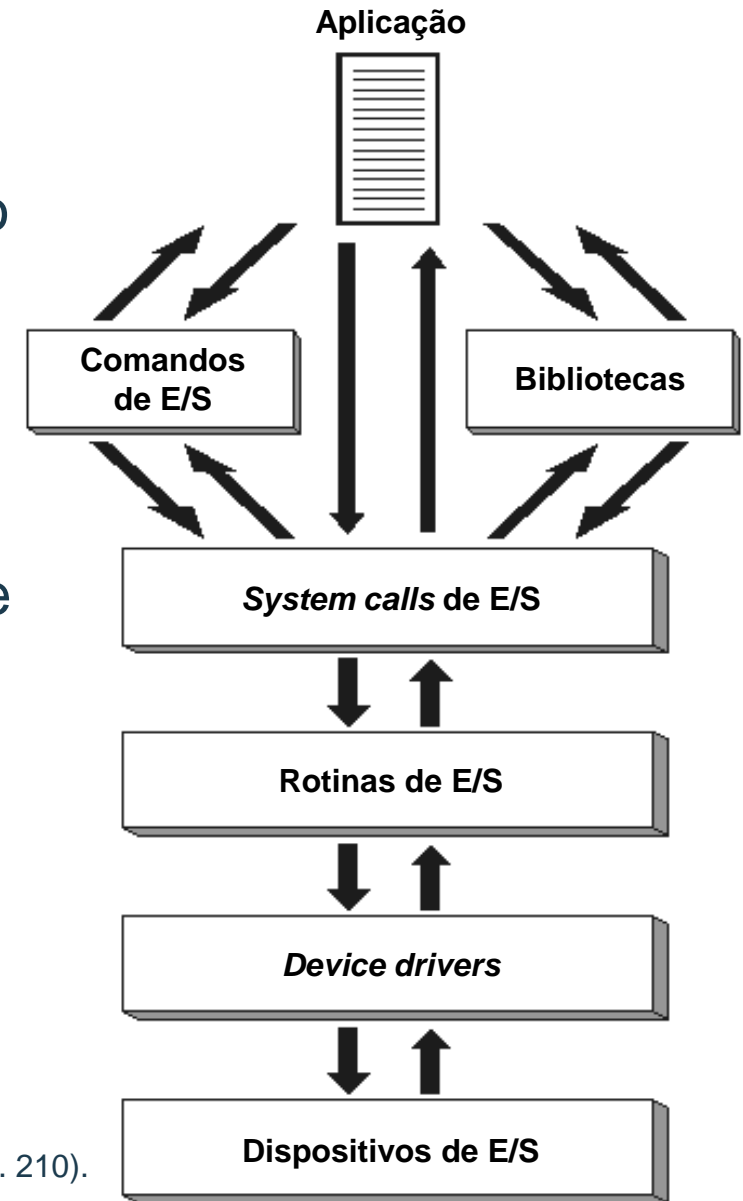 Aplicação
o
Comandos
de E/S
Bibliotecas
System calls de E/S
e
Rotinas de E/S
Device drivers
Dispositivos de E/S
. 210).